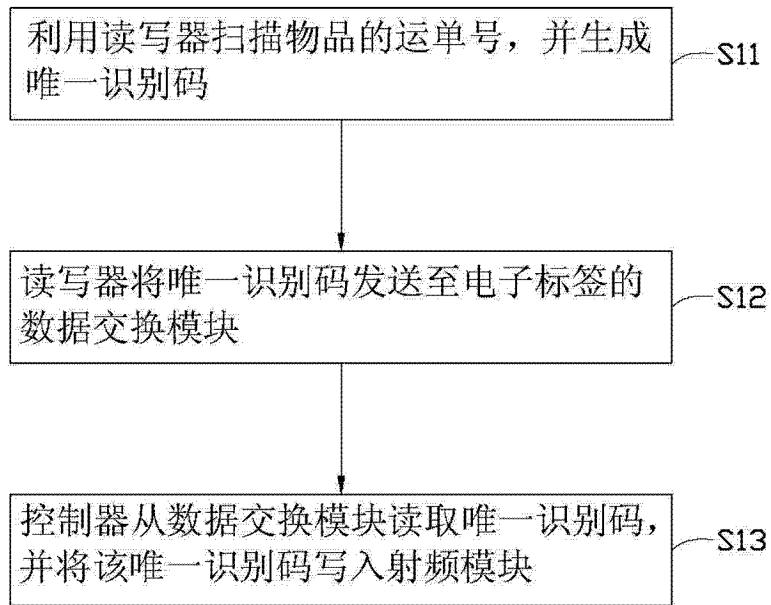 利用读写器扫描物品的运单号，并生成
唯一识别码
S11
读写器将唯一识别码发送至电子标签的
数据交换模块
S12
控制器从数据交换模块读取唯一识别码，
并将该唯一识别码写入射频模块
S13